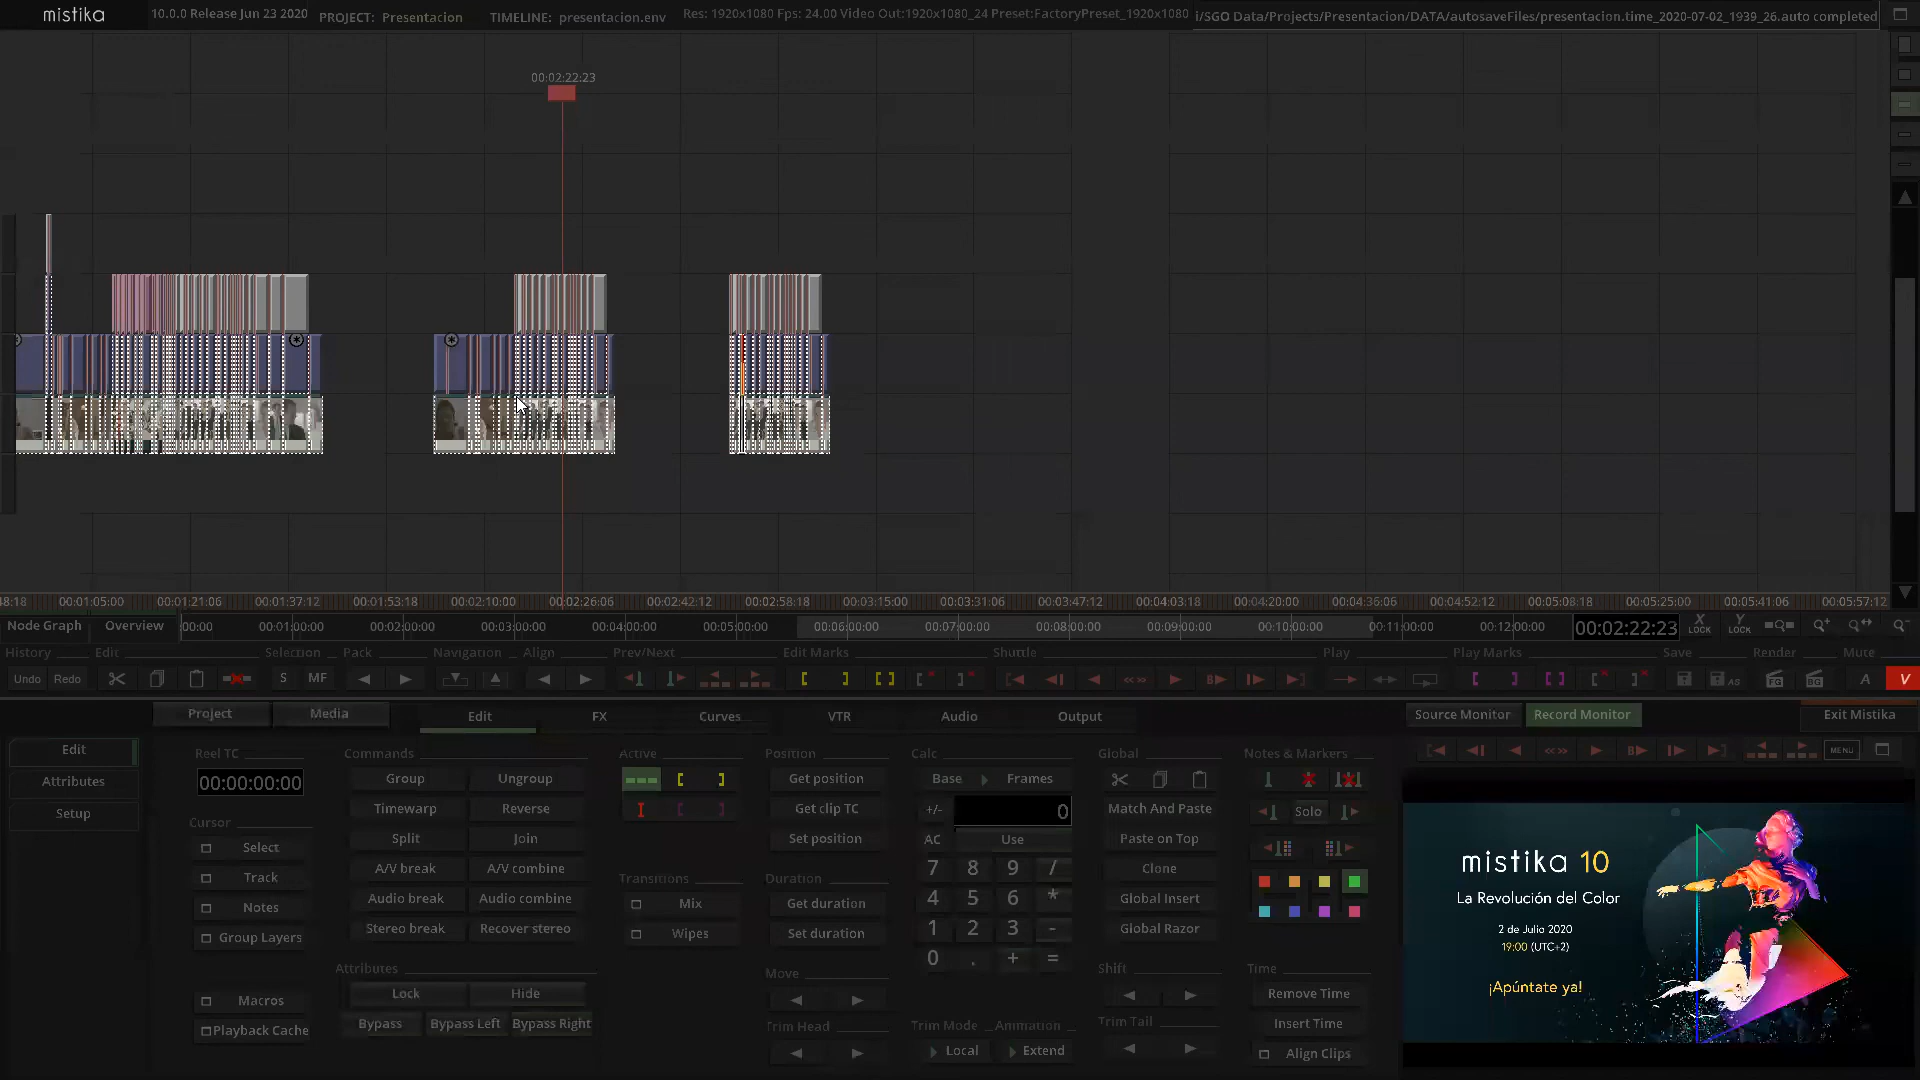 mistika
10.0.0 Release Jun 23 2020
PROJECT: Presentacion
TIMELINE: presentacion.env
Res: 1920x1080 Fps: 24.00 Video Out:1920x1080_24 Preset:FactoryPreset_1920x1080
i/SGO Data/Projects/Presentacion/DATA/autosaveFiles/presentacion.time_2020-07-02_1939_26.auto completed
00:02:22:23
48:18 00:01:05:00 00:01:21:06 00:01:37:12 00:01:53:18 00:02:10:00 00:02:26:06 00:02:42:12 00:02:58:18 00:03:15:00 00:03:31:06 00:03:47:12 00:04:03:18 00:04:20:00 00:04:36:06 00:04:52:12 00:05:08:18 00:05:25:00 00:05:41:06 00:05:57:12
Node Graph Overview 00:00 00:01:00:00 00:02:00:00 00:03:00:00 00:04:00:00 00:05:00:00 00:06:00:00 00:07:00:00 00:08:00:00 00:09:00:00 00:10:00:00 00:11:00:00 00:12:00:00 00:02:22:23 X LOCK Y LOCK
History Edit Selection Pack Navigation Align Prev/Next Edit Marks Shuttle Play Play Marks Save Render Mute
Undo Redo S MF AS FG BG A V
Project Media Edit FX Curves VTR Audio Output Source Monitor Record Monitor Exit Mistika
Edit
Attributes
Setup
Reel TC
00:00:00:00
Cursor
Select
Track
Notes
Group Layers
Macros
Playback Cache
Commands
Group Ungroup
Timewarp Reverse
Split Join
A/V break A/V combine
Audio break Audio combine
Stereo break Recover stereo
Attributes
Lock Hide
Bypass Bypass Left Bypass Right
Active
Transitions
Mix
Wipes
Position
Get position
Get clip TC
Set position
Duration
Get duration
Set duration
Move
Trim Head
Calc
Base Frames
+/- 0
AC Use
7 8 9 /
4 5 6 *
1 2 3 -
0 . + =
Trim Mode Animation
Local Extend
Global
Match And Paste
Paste on Top
Clone
Global Insert
Global Razor
Shift
Trim Tail
Notes & Markers
Solo
Time
Remove Time
Insert Time
Align Clips
MENU
mistika 10
La Revolución del Color
2 de Julio 2020
19:00 (UTC+2)
¡Apúntate ya!